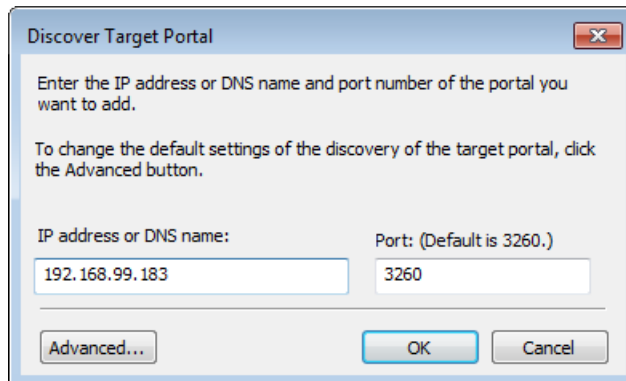 Discover Target Portal
Enter the IP address or DNS name and port number of the portal you
want to add.
To change the default settings of the discovery of the target portal, click
the Advanced button.
IP address or DNS name:
Port: (Default is 3260.)
192.168.99.183
3260
Advanced...
OK
Cancel